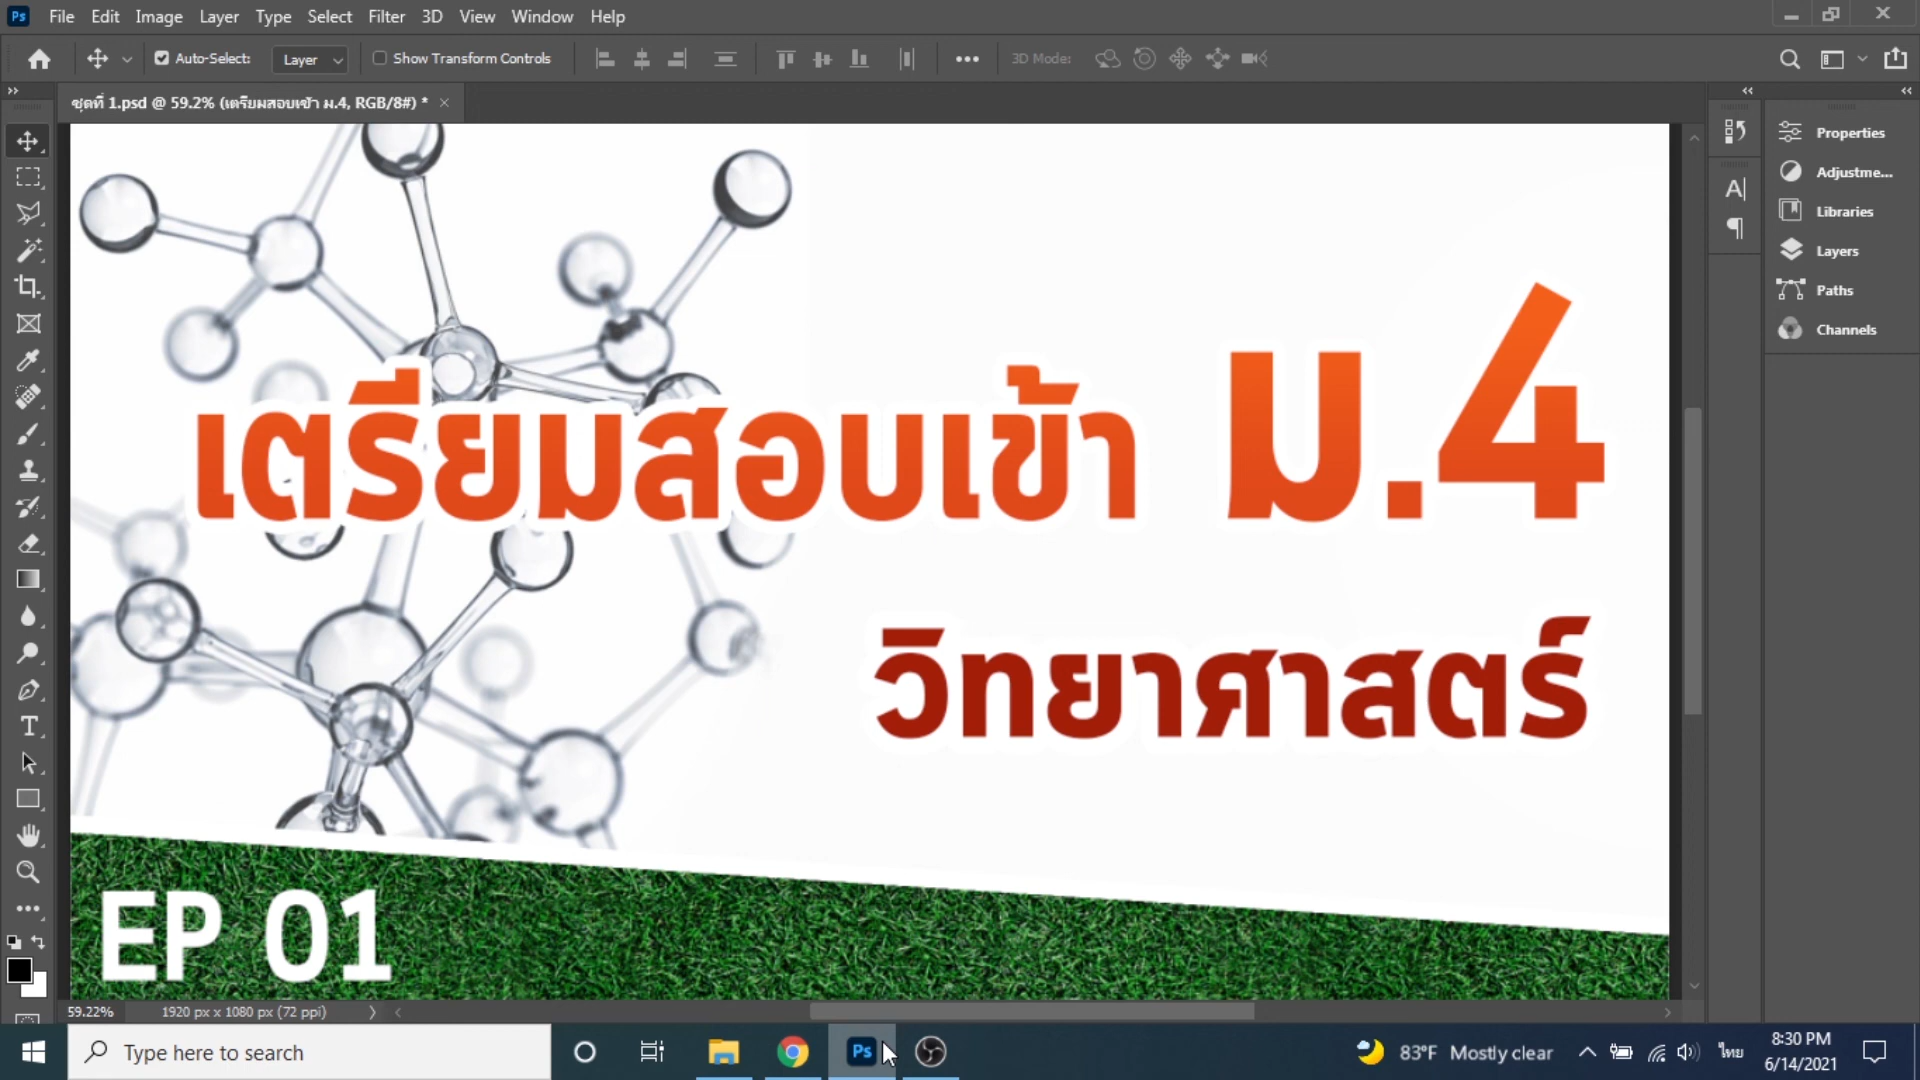 Ps File Edit Image Layer Type Select Filter 3D View Window Help
Auto-Select: Layer Show Transform Controls 3D Mode:
ชุดที่ 1.psd @ 59.2% (เตรียมสอบเข้า ม.4, RGB/8#) *
Properties
Adjustme...
Libraries
Layers
Paths
Channels
เตรียมสอบเข้า ม.4
วิทยาศาสตร์
EP 01
59.22% 1920 px x 1080 px (72 ppi)
Type here to search
Ps
83°F Mostly clear
ไทย
8:30 PM
6/14/2021